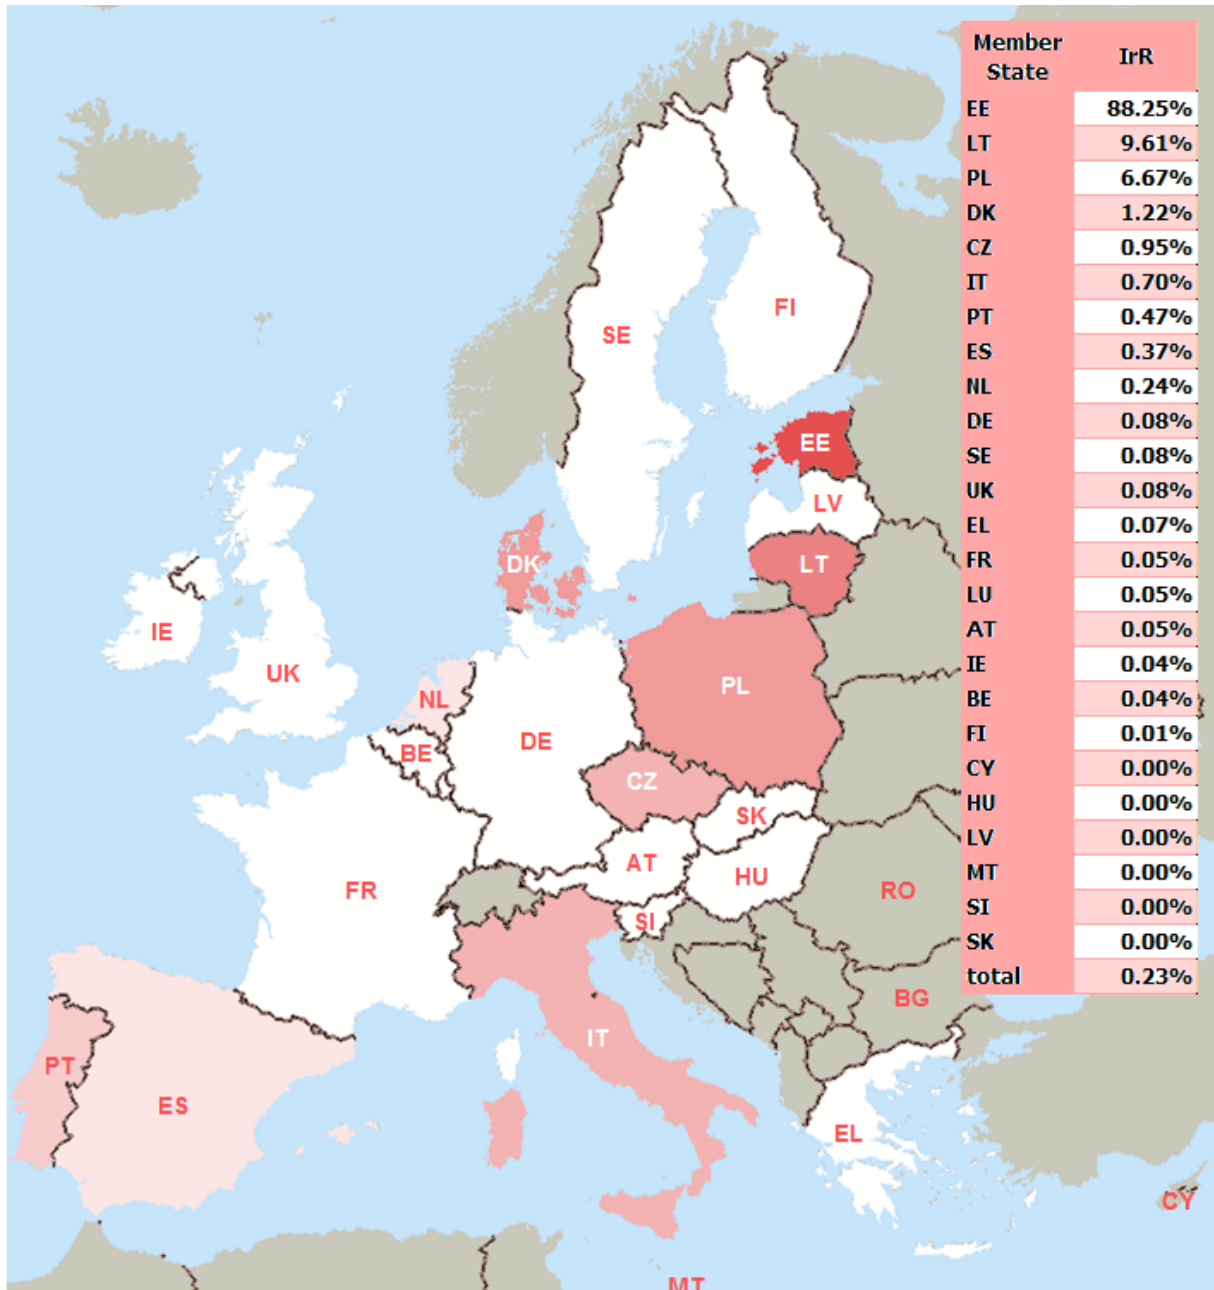 Member
State
IrR
EE 88.25%
LT 9.61%
PL 6.67%
DK 1.22%
CZ 0.95%
IT 0.70%
PT 0.47%
ES 0.37%
NL 0.24%
DE 0.08%
SE 0.08%
UK 0.08%
EL 0.07%
FR 0.05%
LU 0.05%
AT 0.05%
IE 0.04%
BE 0.04%
FI 0.01%
CY 0.00%
HU 0.00%
LV 0.00%
MT 0.00%
SI 0.00%
SK 0.00%
total 0.23%
FI
SE
EE
LV
DK
LT
IE
UK
PL
NL
DE
BE
CZ
SK
AT
HU
FR
RO
SI
BG
IT
PT
ES
EL
CY
MT